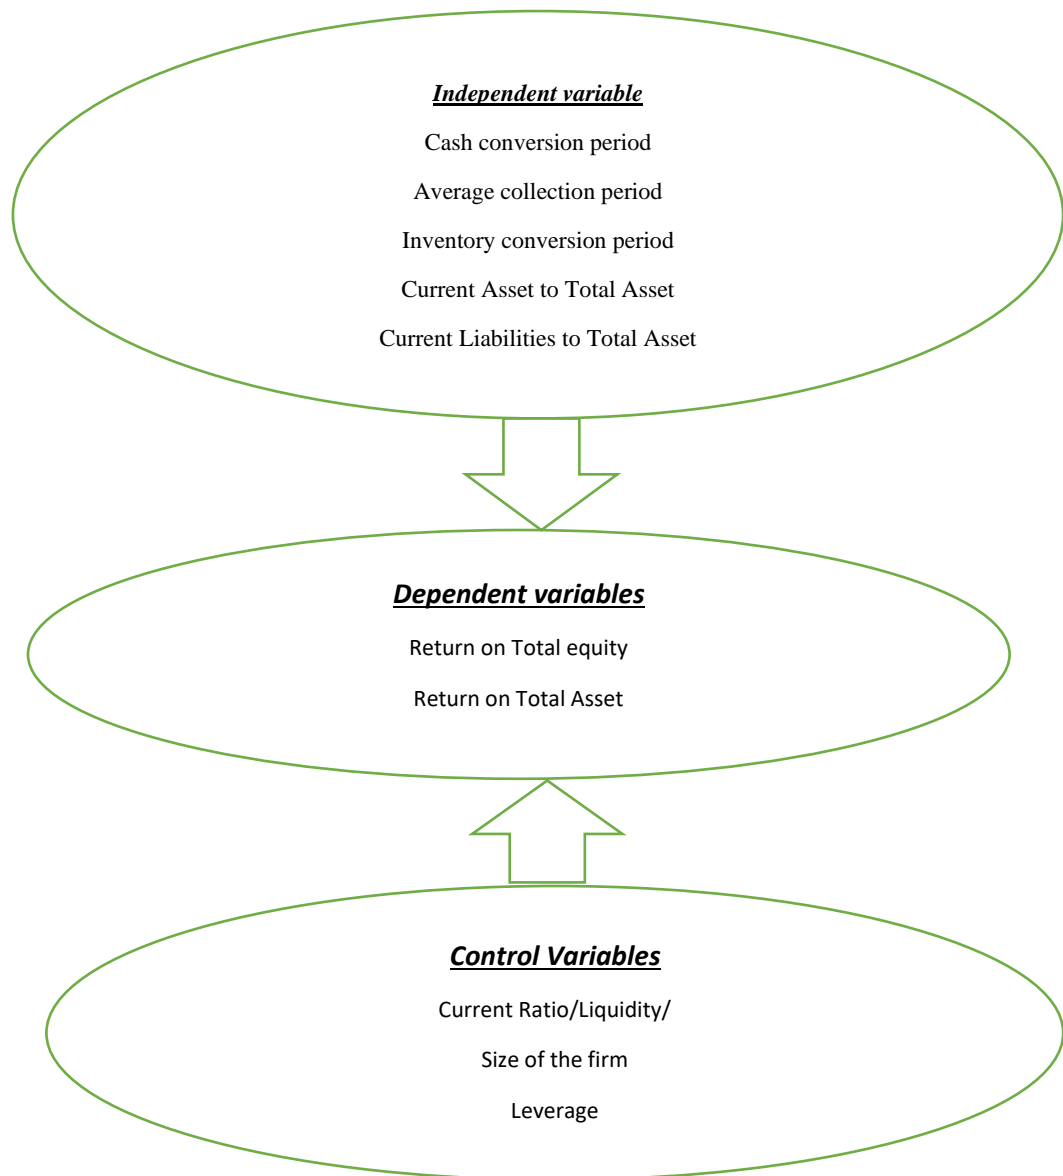 Independent variable
Cash conversion period
Average collection period
Inventory conversion period
Current Asset to Total Asset
Current Liabilities to Total Asset
Dependent variables
Return on Total equity
Return on Total Asset
Control Variables
Current Ratio/Liquidity/
Size of the firm
Leverage